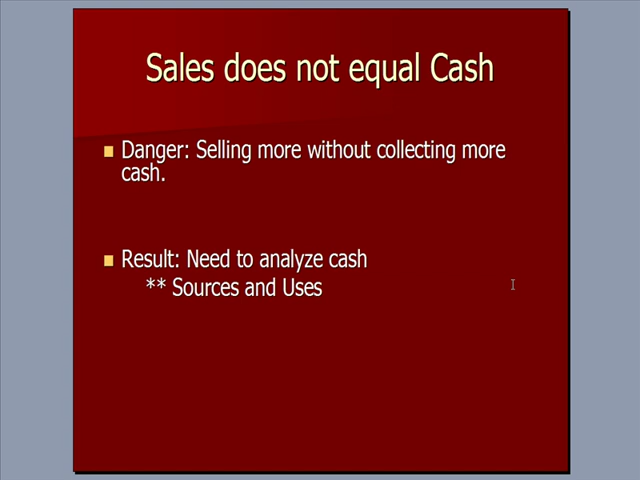 Sales does not equal Cash
Danger: Selling more without collecting more
cash.
Result: Need to analyze cash
** Sources and Uses